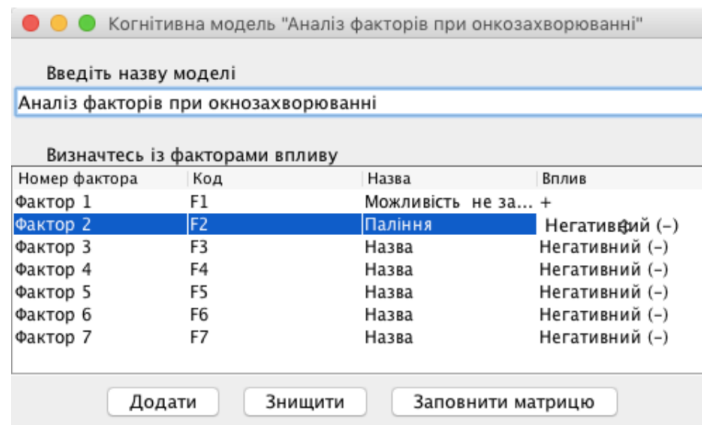 Когнітивна модель "Аналіз факторів при онкозахворюванні"
Введіть назву моделі
Аналіз факторів при окнозахворюванні
Визначтесь із факторами впливу
Номер фактора Код Назва Вплив
Фактор 1 F1 Можливість не за... +
Фактор 2 F2 Паління Негативний (-)
Фактор 3 F3 Назва Негативний (-)
Фактор 4 F4 Назва Негативний (-)
Фактор 5 F5 Назва Негативний (-)
Фактор 6 F6 Назва Негативний (-)
Фактор 7 F7 Назва Негативний (-)
Додати Знищити Заповнити матрицю